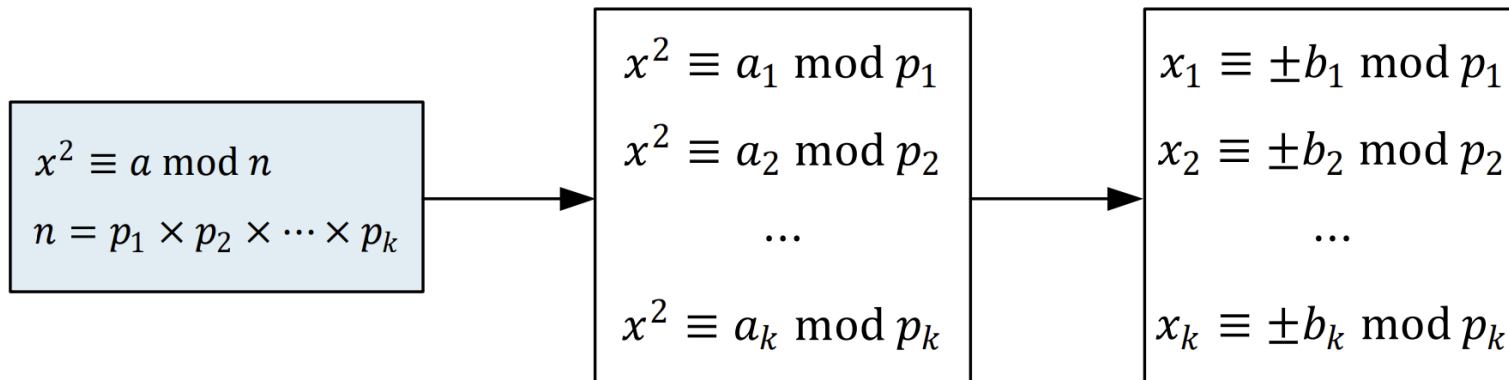 x² ≡ a mod n
n = p₁ × p₂ × ⋯ × pₖ
x² ≡ a₁ mod p₁
x² ≡ a₂ mod p₂
...
x² ≡ aₖ mod pₖ
x₁ ≡ ±b₁ mod p₁
x₂ ≡ ±b₂ mod p₂
...
xₖ ≡ ±bₖ mod pₖ